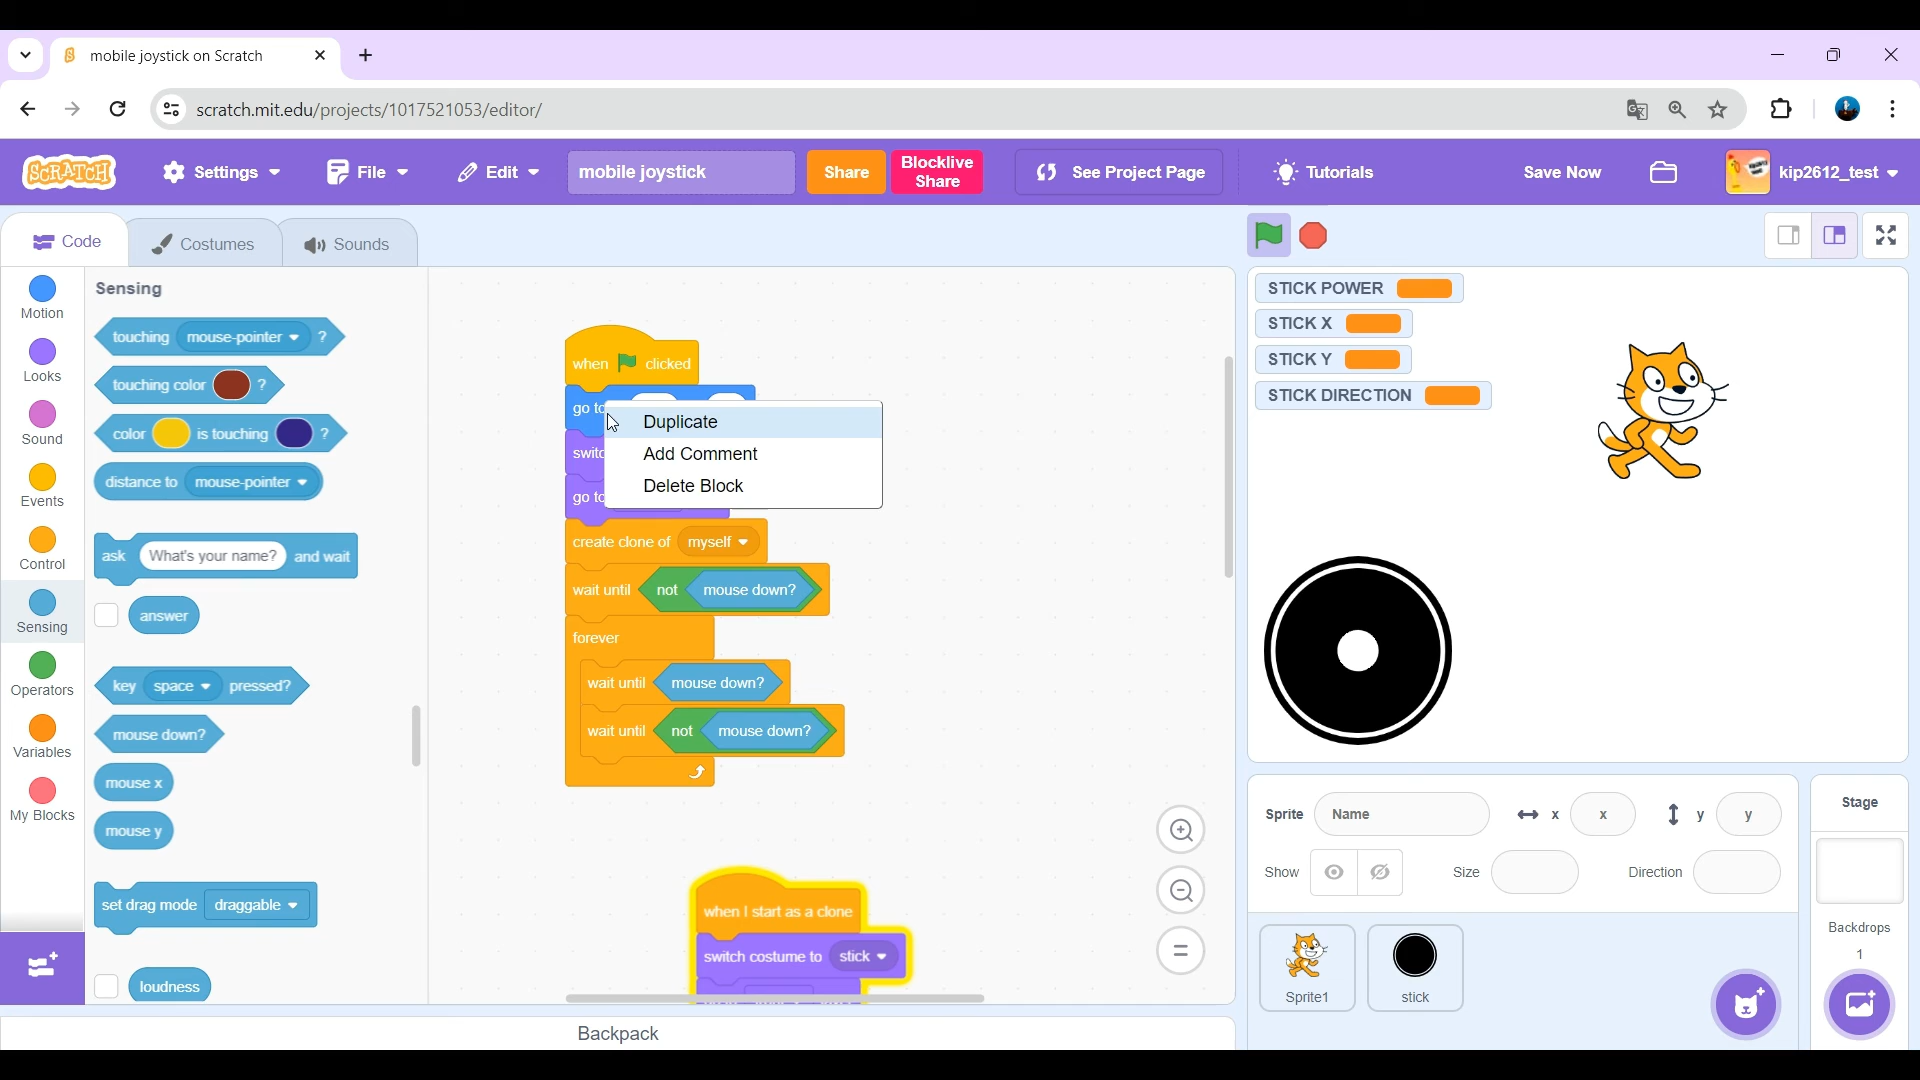 mobile joystick on Scratch
scratch.mit.edu/projects/1017521053/editor/
SCRATCH
Settings
File
Edit
mobile joystick
Share
Blocklive
Share
See Project Page
Tutorials
Save Now
kip2612_test
Code
Costumes
Sounds
Motion
Looks
Sound
Events
Control
Sensing
Operators
Variables
My Blocks
Sensing
touching mouse-pointer ?
touching color ?
color is touching ?
distance to mouse-pointer
ask What's your name? and wait
answer
key space pressed?
mouse down?
mouse x
mouse y
set drag mode draggable
loudness
when clicked
go to
switc
go to
Duplicate
Add Comment
Delete Block
create clone of myself
wait until not mouse down?
forever
wait until mouse down?
wait until not mouse down?
when I start as a clone
switch costume to stick
Backpack
STICK POWER
STICK X
STICK Y
STICK DIRECTION
Sprite Name x x y y
Show Size Direction
Sprite1
stick
Stage
Backdrops
1